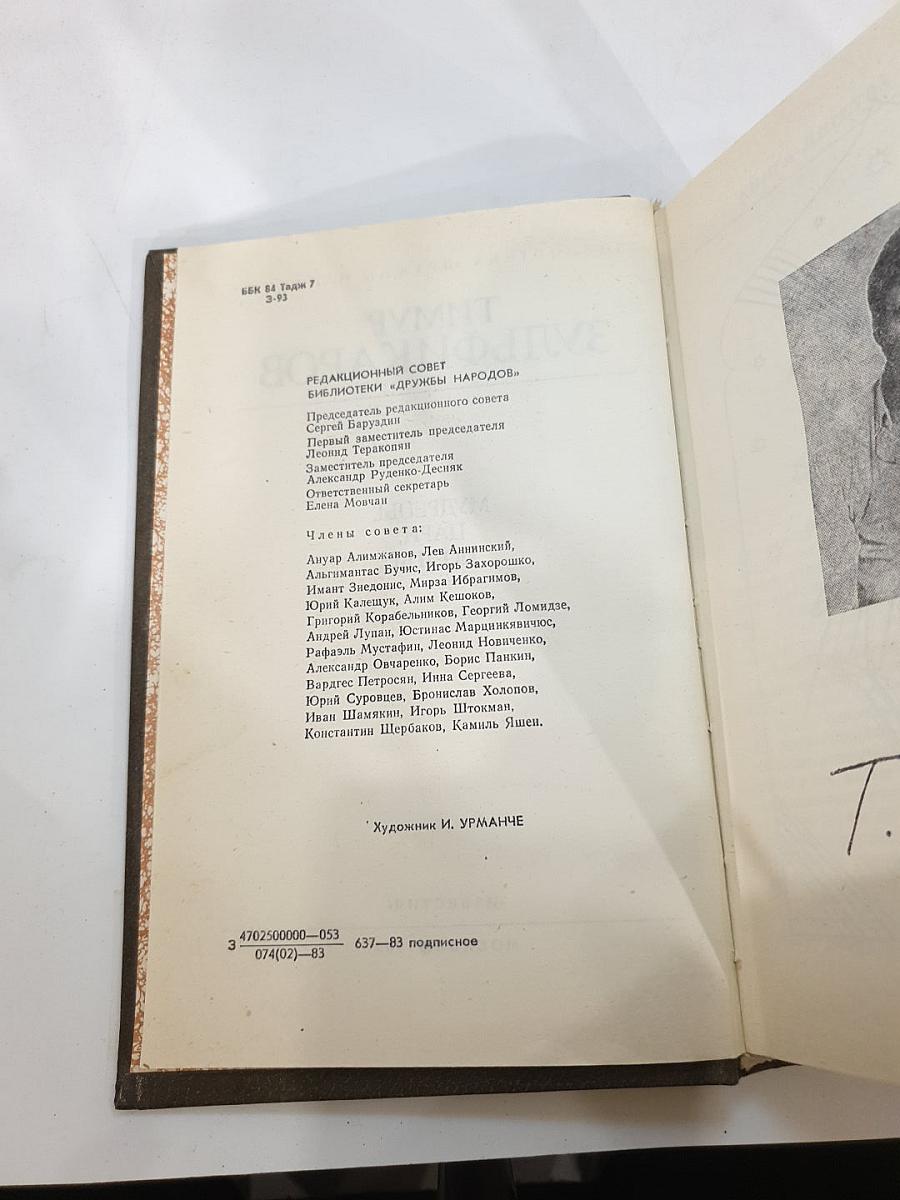 ББК 84 Тадж 7
З-93
РЕДАКЦИОННЫЙ СОВЕТ
БИБЛИОТЕКИ «ДРУЖБЫ НАРОДОВ»
Председатель редакционного совета
Сергей Баруздин
Первый заместитель председателя
Леонид Теракопян
Заместитель председателя
Александр Руденко-Десняк
Ответственный секретарь
Елена Мовчан
Члены совета:
Ануар Алимжанов, Лев Аннинский,
Альгимантас Бучис, Игорь Захорошко,
Имант Зиедонис, Мирза Ибрагимов,
Юрий Калещук, Алим Кешоков,
Григорий Корабельников, Георгий Ломидзе,
Андрей Лупан, Юстинас Марцинкявичюс,
Рафаэль Мустафин, Леонид Новиченко,
Александр Овчаренко, Борис Панкин,
Вардгес Петросян, Инна Сергеева,
Юрий Суровцев, Бронислав Холопов,
Иван Шамякин, Игорь Штокман,
Константин Щербаков, Камиль Яшен.
Художник И. УРМАНЧЕ
З 4702500000—053
074(02)—83 637—83 подписное
Т.